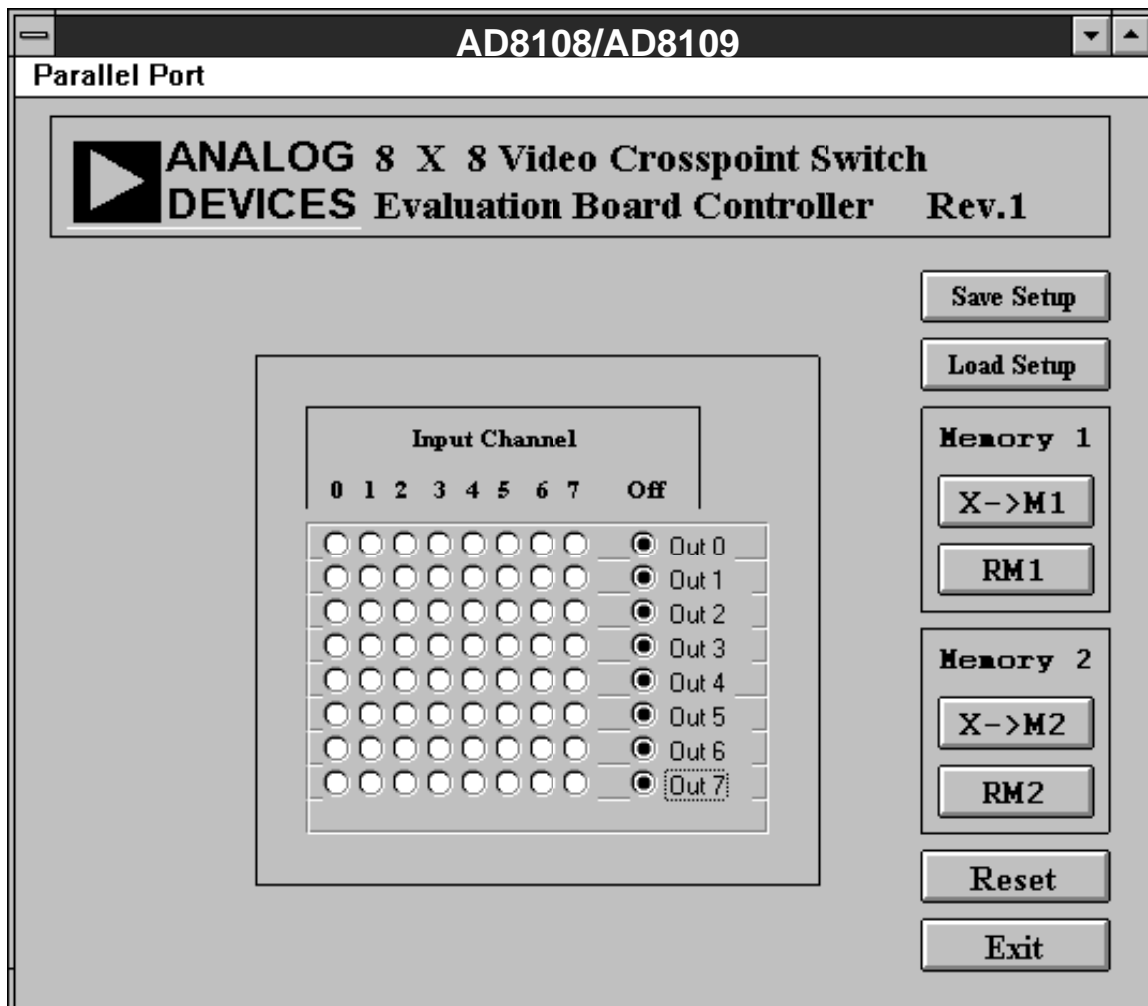 AD8108/AD8109
Parallel Port
ANALOG DEVICES
8 X 8 Video Crosspoint Switch
Evaluation Board Controller Rev.1
Save Setup
Load Setup
Input Channel
0 1 2 3 4 5 6 7 Off
Out 0
Out 1
Out 2
Out 3
Out 4
Out 5
Out 6
Out 7
Memory 1
X->M1
RM1
Memory 2
X->M2
RM2
Reset
Exit